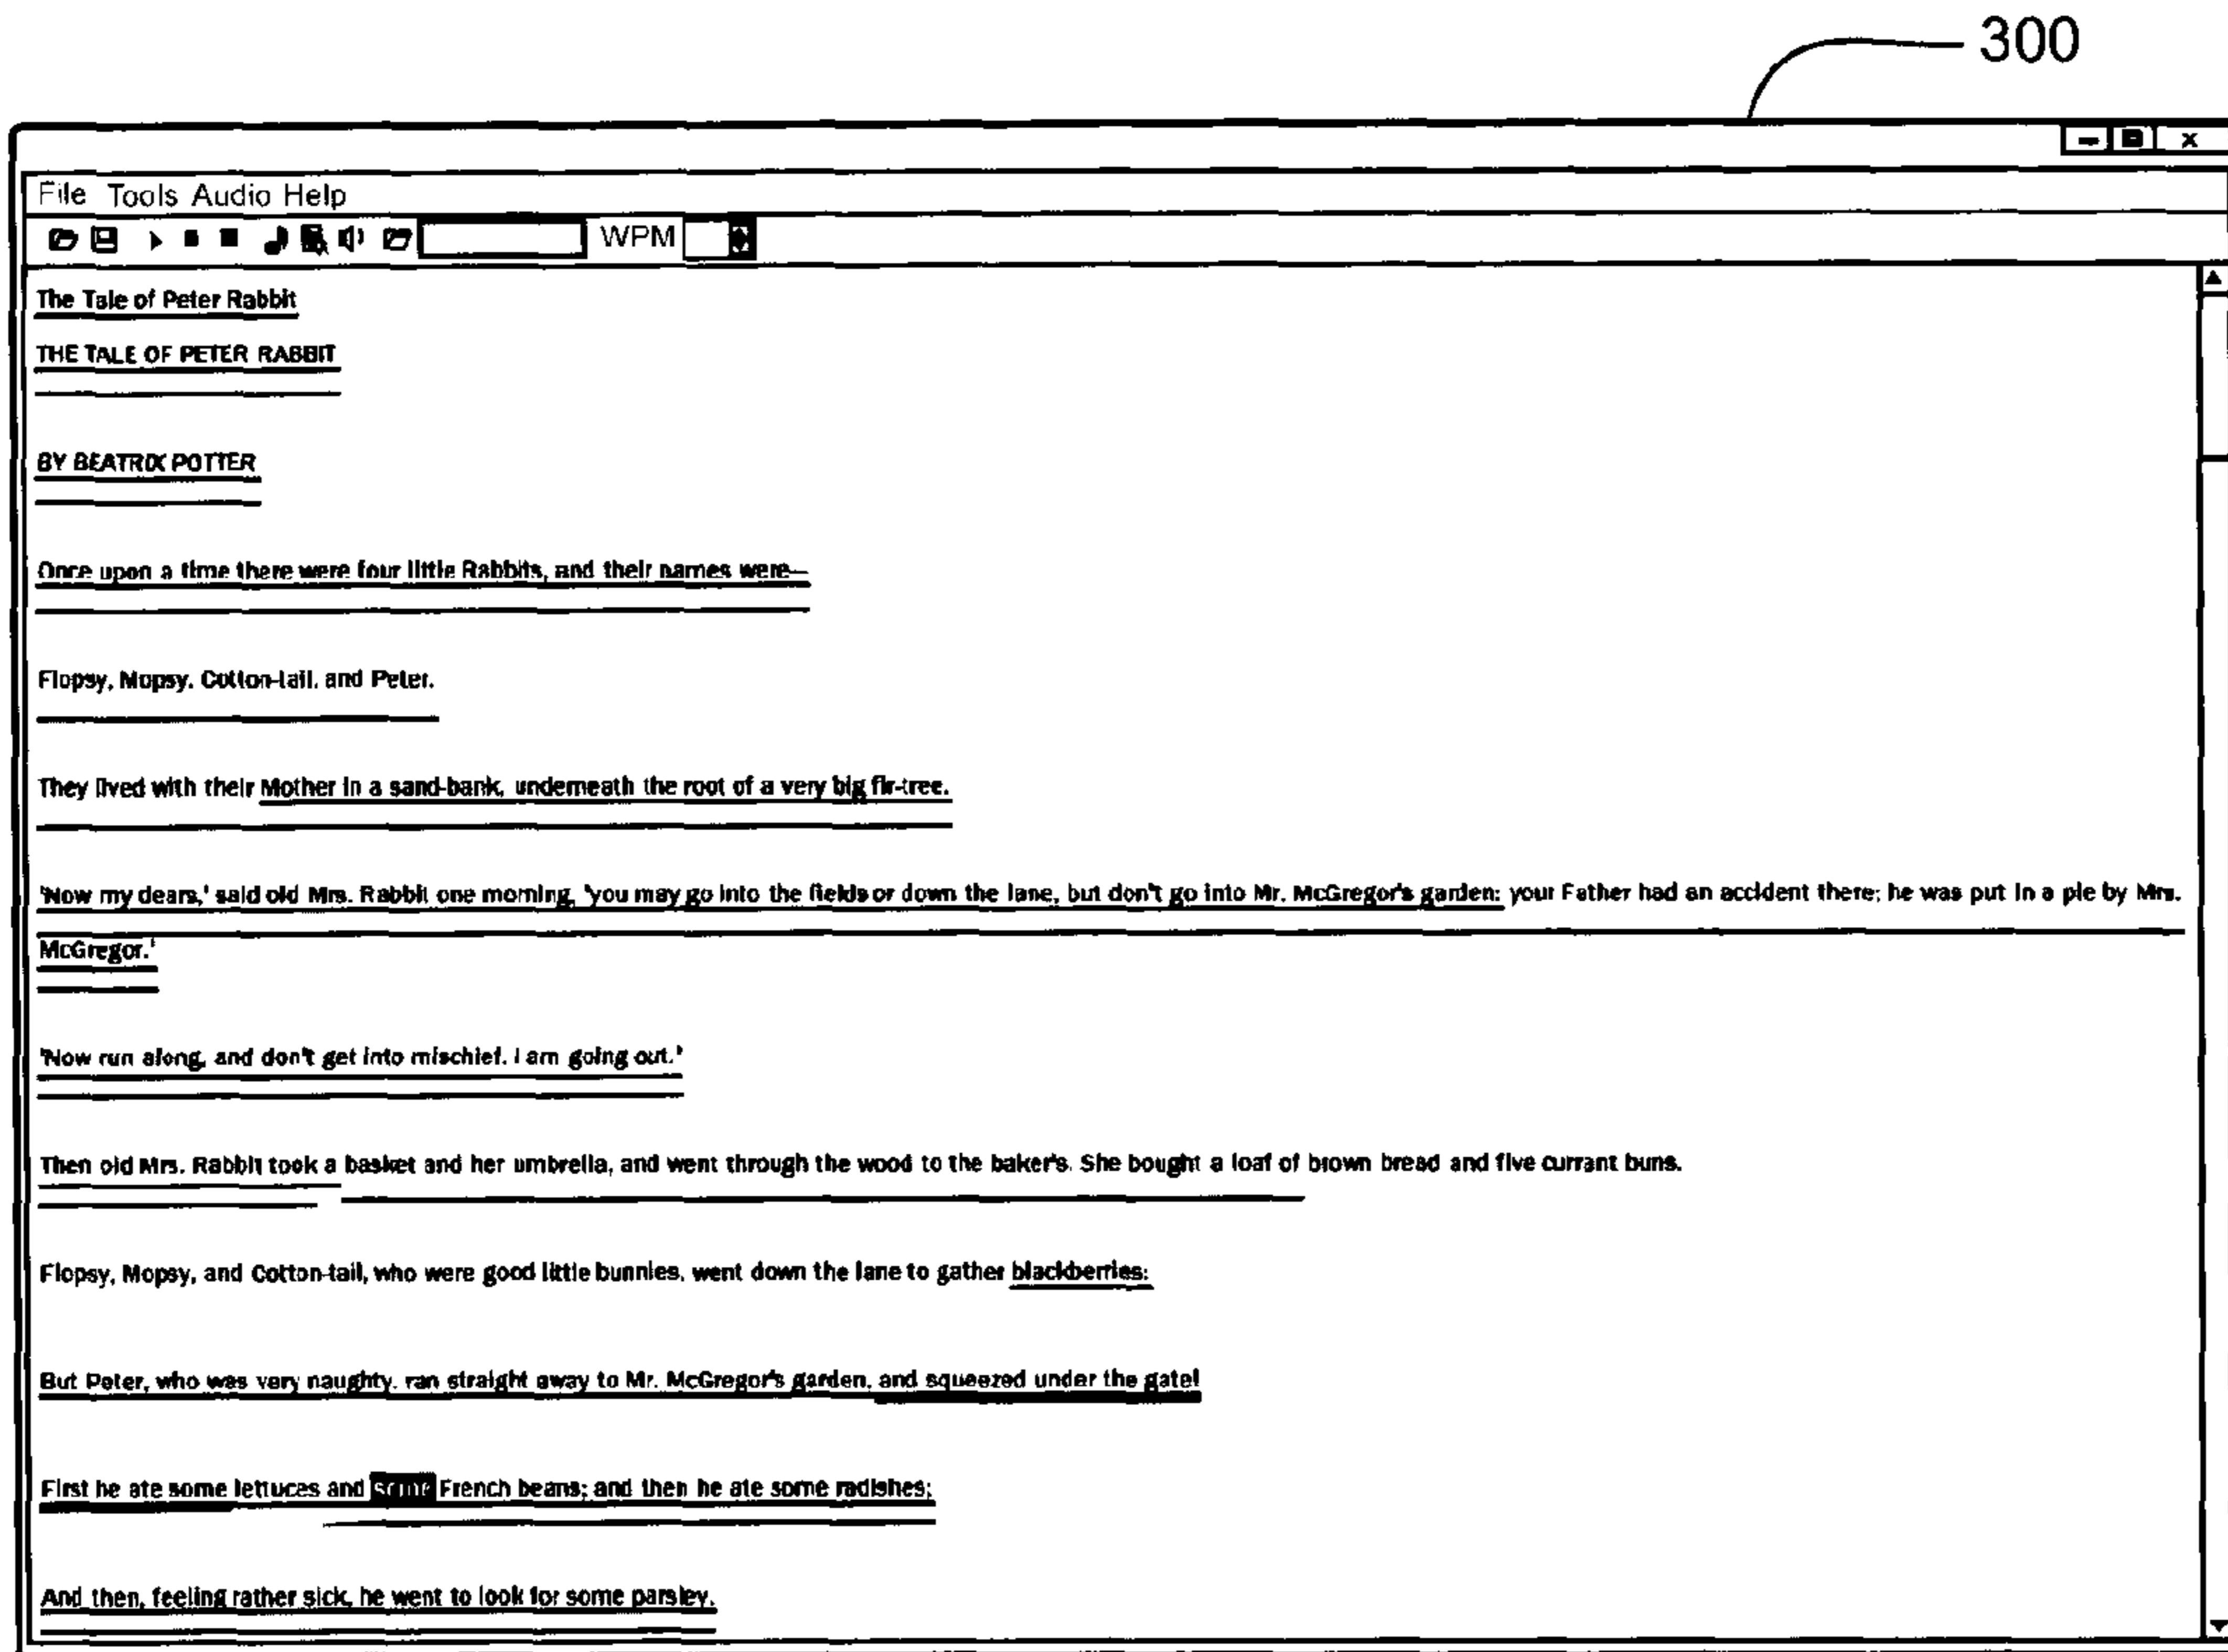 300
File Tools Audio Help
WPM
The Tale of Peter Rabbit
THE TALE OF PETER RABBIT
BY BEATRIX POTTER
Once upon a time there were four little Rabbits, and their names were—
Flopsy, Mopsy, Cotton-tail, and Peter.
They lived with their Mother in a sand-bank, underneath the root of a very big fir-tree.
'Now my dears,' said old Mrs. Rabbit one morning, 'you may go into the fields or down the lane, but don't go into Mr. McGregor's garden: your Father had an accident there; he was put in a pie by Mrs.
McGregor.'
'Now run along, and don't get into mischief. I am going out.'
Then old Mrs. Rabbit took a basket and her umbrella, and went through the wood to the baker's. She bought a loaf of brown bread and five currant buns.
Flopsy, Mopsy, and Cotton-tail, who were good little bunnies, went down the lane to gather blackberries:
But Peter, who was very naughty, ran straight away to Mr. McGregor's garden, and squeezed under the gate!
First he ate some lettuces and some French beans; and then he ate some radishes;
And then, feeling rather sick, he went to look for some parsley.